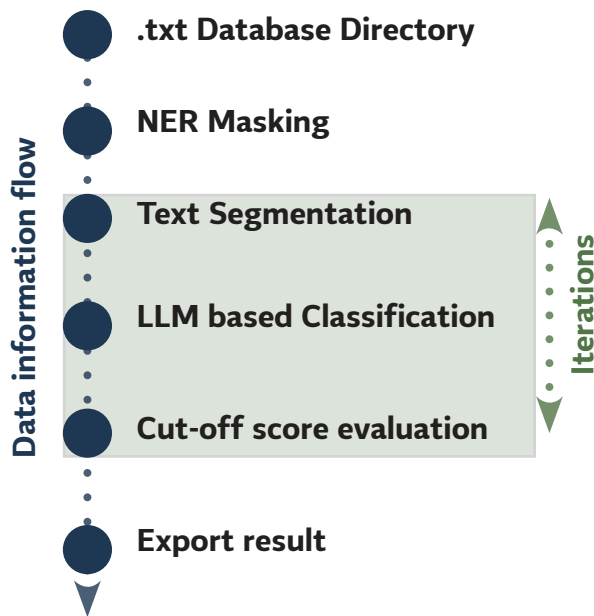 .txt Database Directory
NER Masking
Text Segmentation
LLM based Classification
Cut-off score evaluation
Export result
Data information flow
Iterations